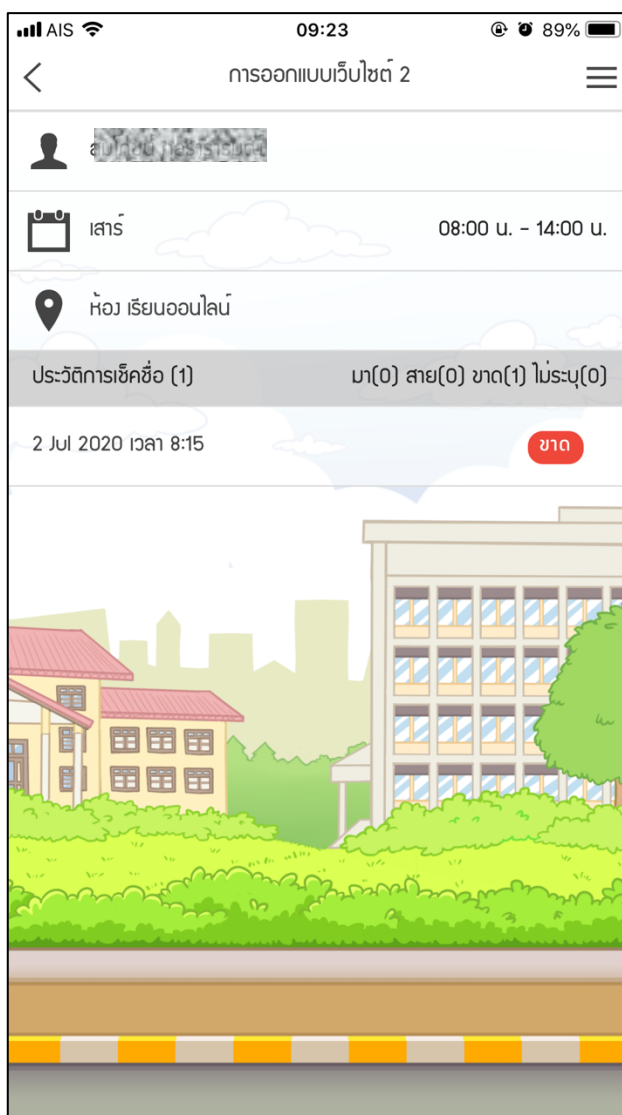 AIS 09:23 89%
การออกแบบเว็บไซต์ 2
เสาร์ 08:00 น. - 14:00 น.
ห้อง เรียนออนไลน์
ประวัติการเช็คชื่อ (1) มา(0) สาย(0) ขาด(1) ไม่ระบุ(0)
2 Jul 2020 เวลา 8:15 ขาด